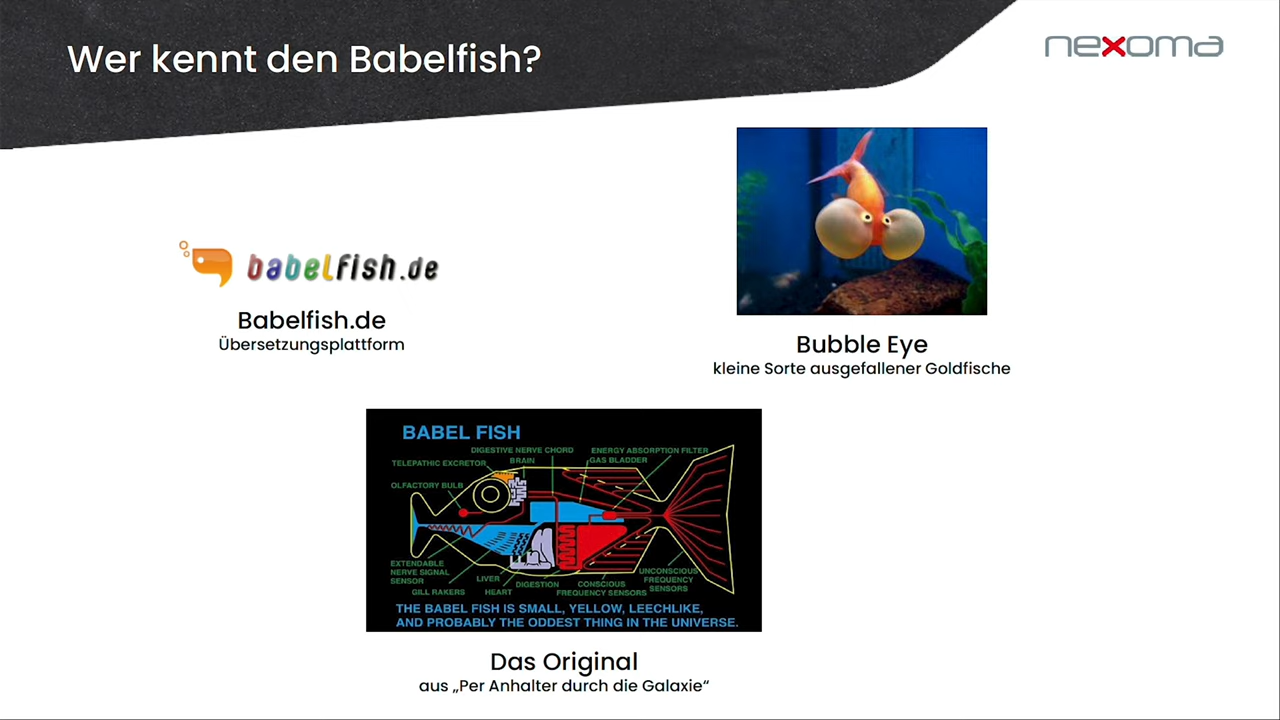 Wer kennt den Babelfish?
nexoma
babelfish.de
Babelfish.de
Übersetzungsplattform
Bubble Eye
kleine Sorte ausgefallener Goldfische
BABEL FISH
DIGESTIVE NERVE CHORD
ENERGY ABSORPTION FILTER
TELEPATHIC EXCRETOR
BRAIN
GAS BLADDER
OLFACTORY BULB
EXTENDABLE
NERVE SIGNAL
SENSOR
GILL RAKERS
LIVER
HEART
DIGESTION
CONSCIOUS
FREQUENCY SENSORS
UNCONSCIOUS
FREQUENCY
SENSORS
THE BABEL FISH IS SMALL, YELLOW, LEECHLIKE,
AND PROBABLY THE ODDEST THING IN THE UNIVERSE.
Das Original
aus „Per Anhalter durch die Galaxie“